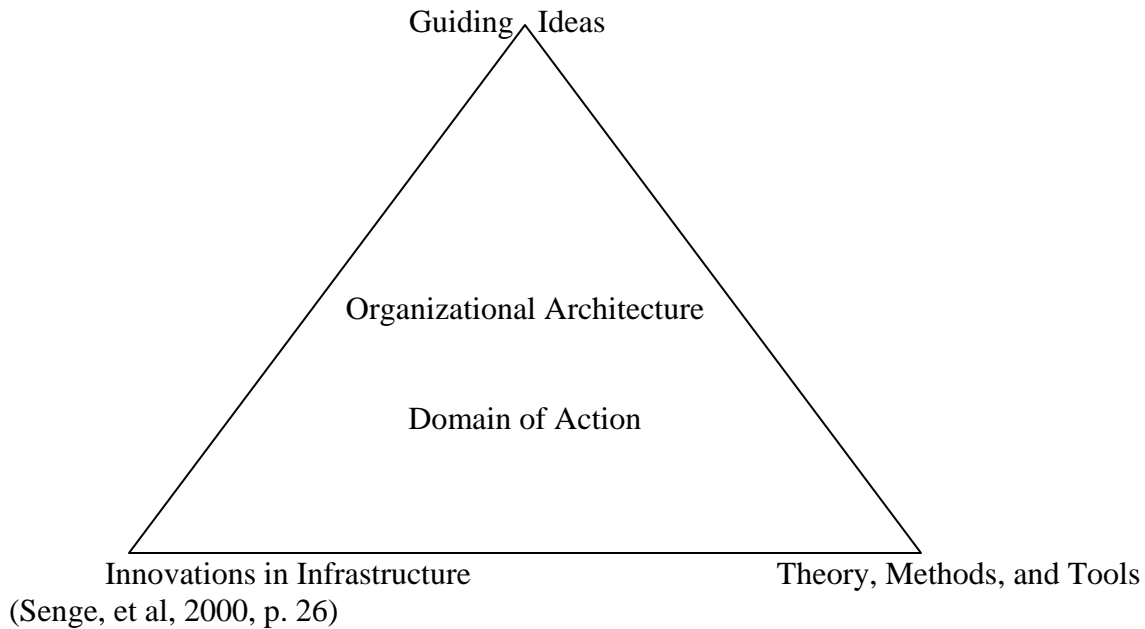 Guiding Ideas
Organizational Architecture
Domain of Action
Innovations in Infrastructure
Theory, Methods, and Tools
(Senge, et al, 2000, p. 26)